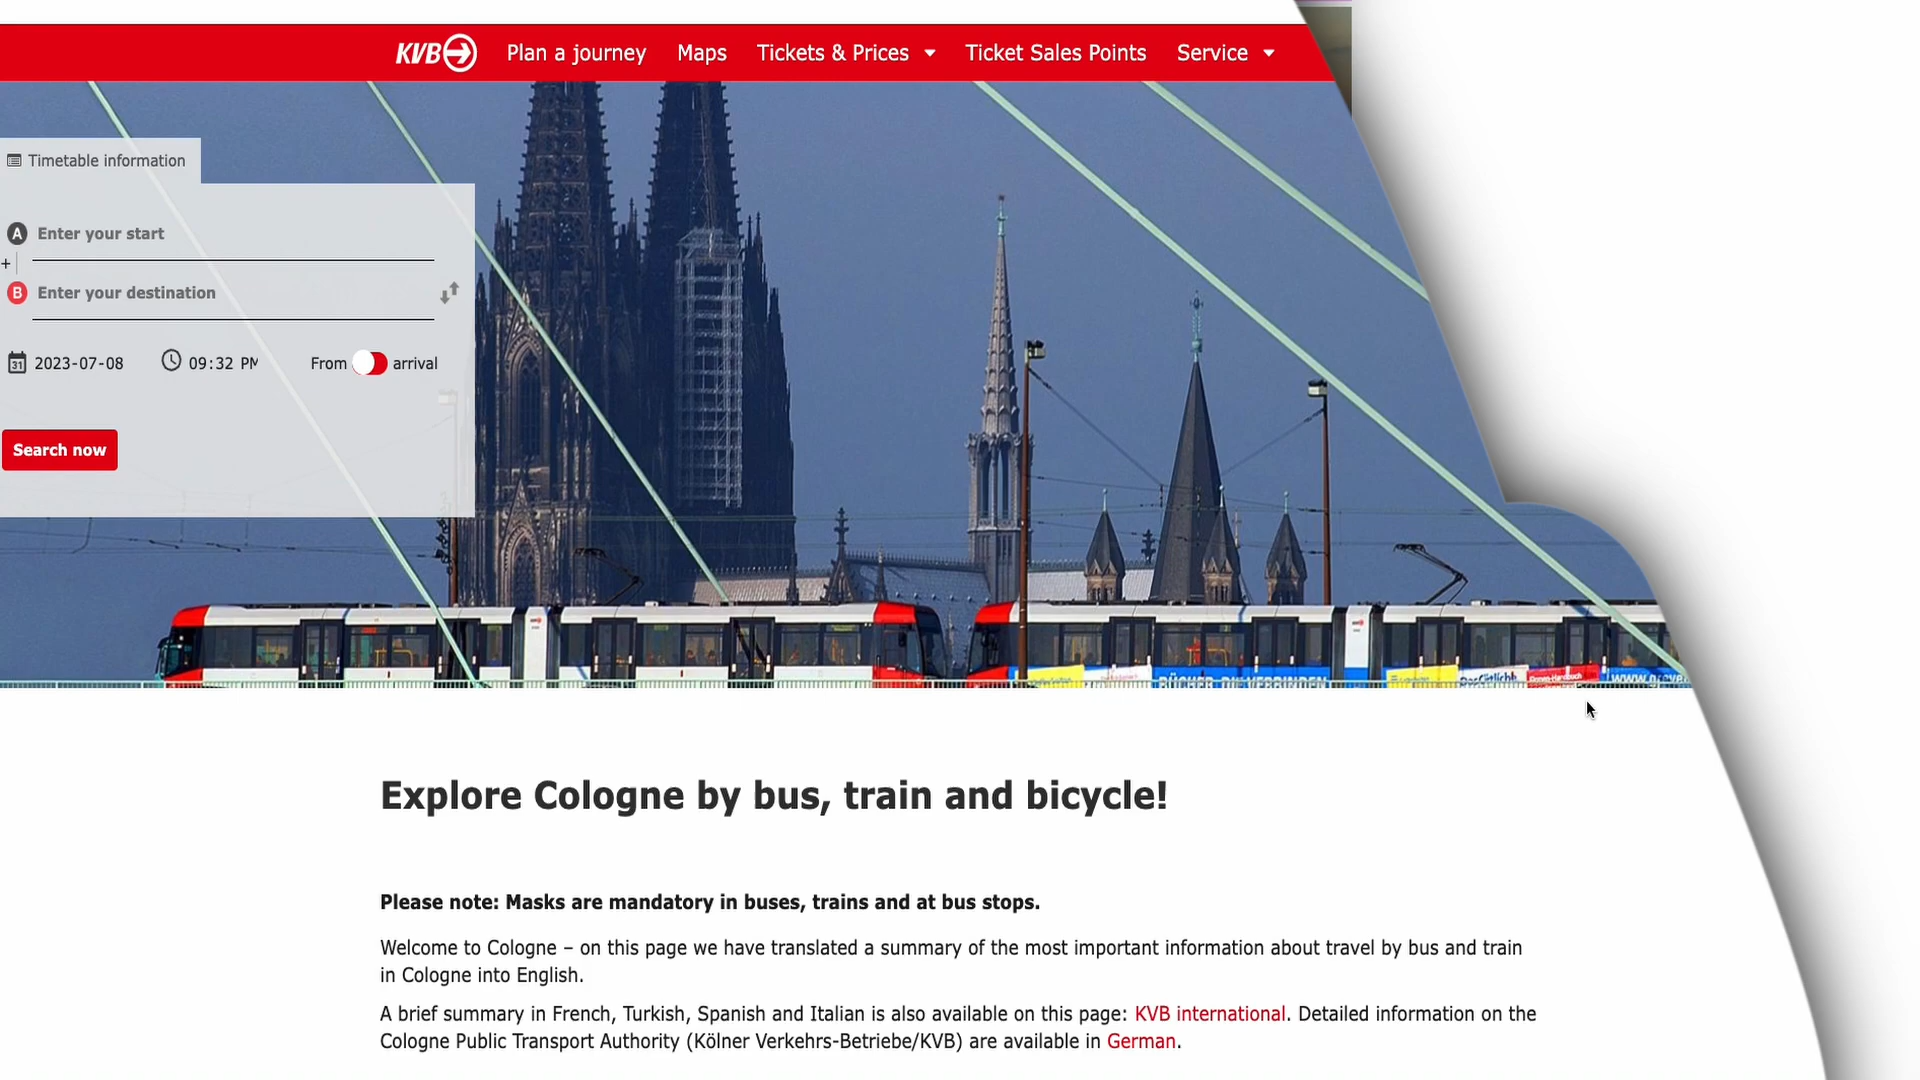 KVB Plan a journey Maps Tickets & Prices Ticket Sales Points Service
Timetable information
A Enter your start
+
B Enter your destination
31 2023-07-08 09:32 PM From arrival
Search now
BÜCHER DIE VERBINDEN
Explore Cologne by bus, train and bicycle!
Please note: Masks are mandatory in buses, trains and at bus stops.
Welcome to Cologne – on this page we have translated a summary of the most important information about travel by bus and train
in Cologne into English.
A brief summary in French, Turkish, Spanish and Italian is also available on this page: KVB international. Detailed information on the
Cologne Public Transport Authority (Kölner Verkehrs-Betriebe/KVB) are available in German.